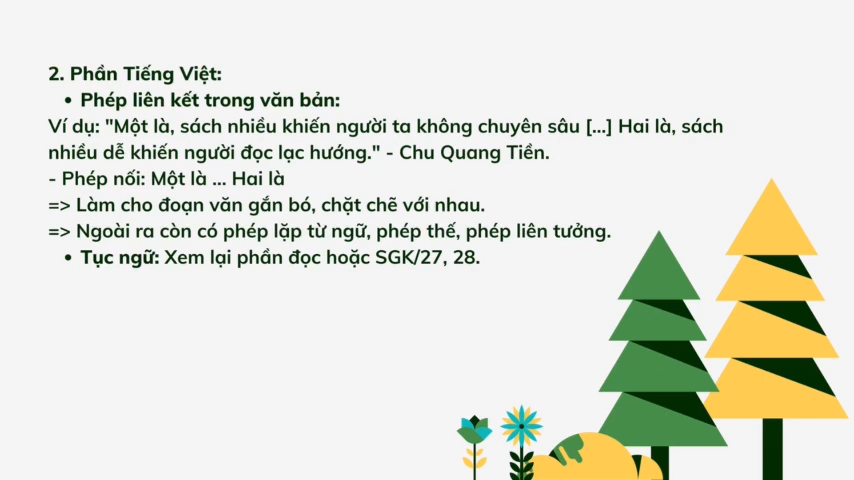 2. Phần Tiếng Việt:
• Phép liên kết trong văn bản:
Ví dụ: "Một là, sách nhiều khiến người ta không chuyên sâu [...] Hai là, sách
nhiều dễ khiến người đọc lạc hướng." - Chu Quang Tiền.
- Phép nối: Một là ... Hai là
=> Làm cho đoạn văn gắn bó, chặt chẽ với nhau.
=> Ngoài ra còn có phép lặp từ ngữ, phép thế, phép liên tưởng.
• Tục ngữ: Xem lại phần đọc hoặc SGK/27, 28.